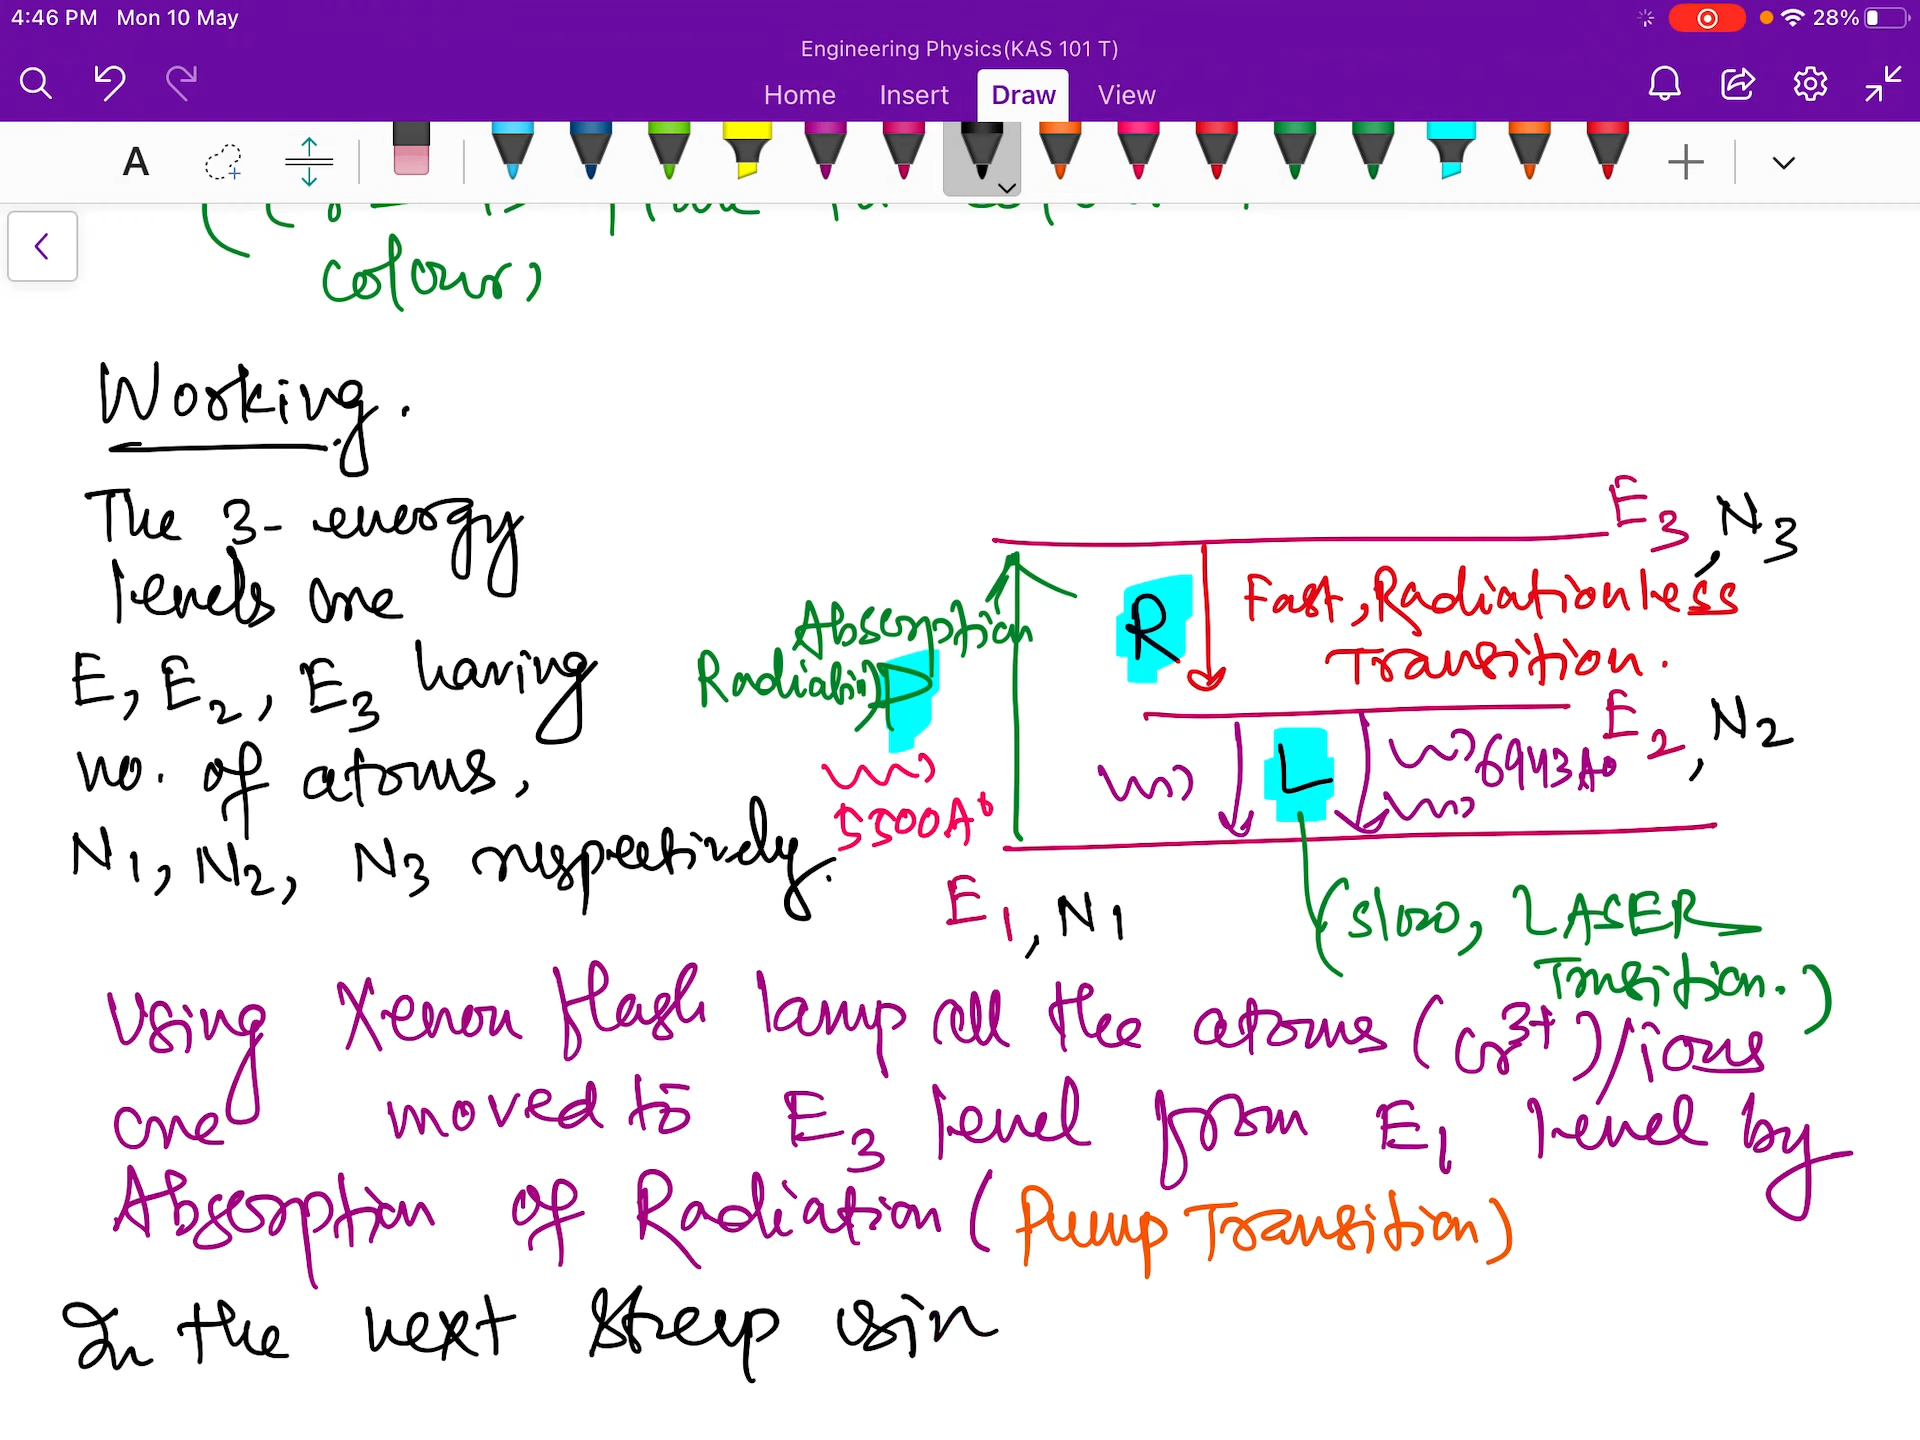 4:46 PM Mon 10 May
28%
Engineering Physics(KAS 101 T)
Home Insert Draw View
A
colour)
Working.
The 3- energy
levels are
E1 E2, E3 having
no. of atoms,
N1, N2, N3 respectively.
E3, N3
Absorption
Radiation)
P
5500A°
R
Fast, Radiationless
Transition.
E2, N2
L
6943A°
E1, N1
(slow, LASER
Trnsition.)
Using Xenon flash lamp all the atoms (Cr3+)/ions
are moved to E3 level from E1 level by
Absorption of Radiation (Pump Transition)
In the next streep usin